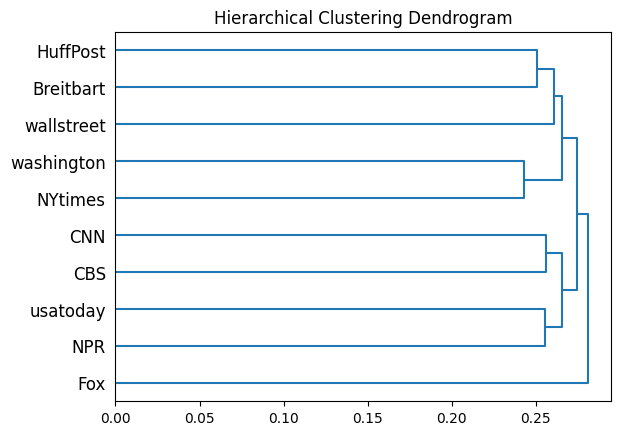 Hierarchical Clustering Dendrogram
HuffPost
Breitbart
wallstreet
washington
NYtimes
CNN
CBS
usatoday
NPR
Fox
0.00 0.05 0.10 0.15 0.20 0.25